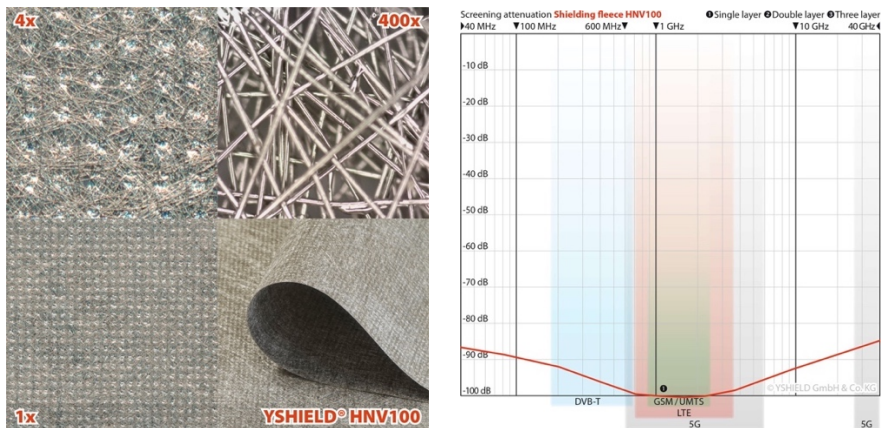 4x
400x
1x
YSHIELD® HNV100
Screening attenuation Shielding fleece HNV100 ❶Single layer ❷Double layer ❸Three layer
40 MHz 100 MHz 600 MHz 1 GHz 10 GHz 40 GHz
-10 dB
-20 dB
-30 dB
-40 dB
-50 dB
-60 dB
-70 dB
-80 dB
-90 dB
-100 dB
❶
© YSHIELD GmbH & Co. KG
DVB-T
GSM/UMTS
LTE
5G
5G